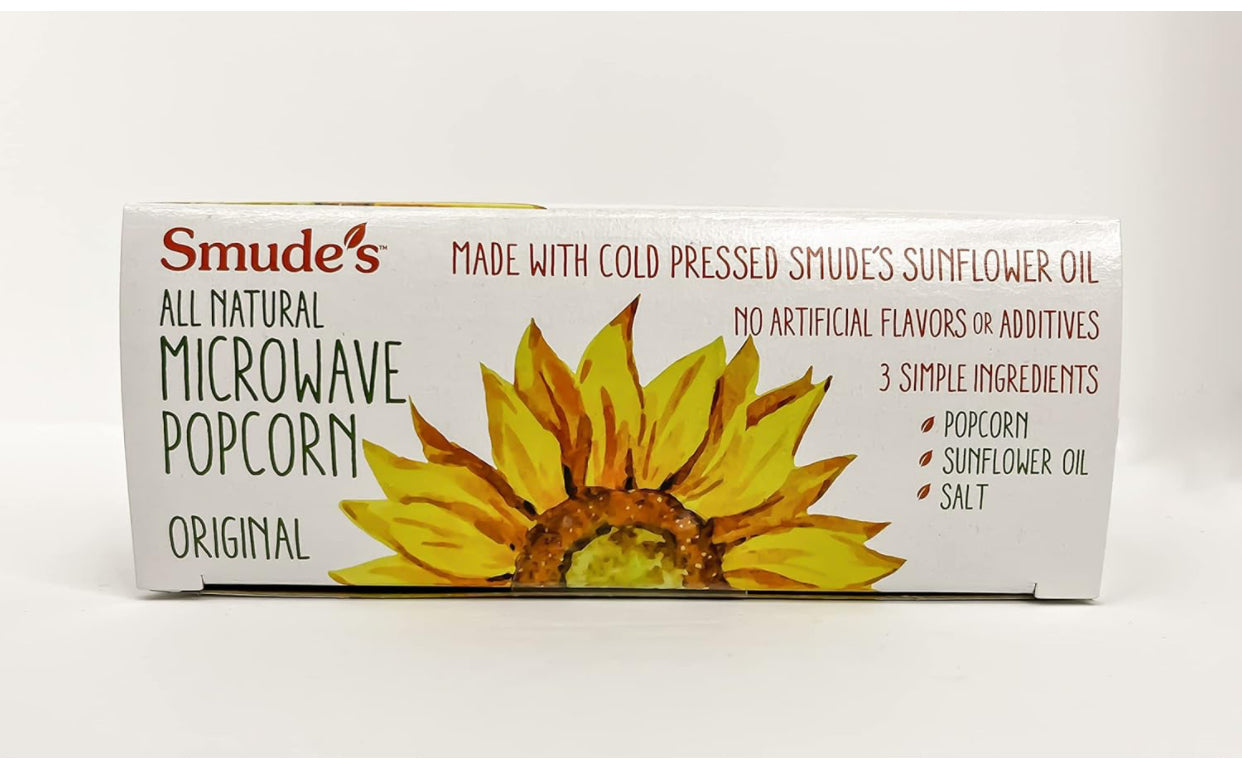 Smude's™
ALL NATURAL
MICROWAVE
POPCORN
ORIGINAL
MADE WITH COLD PRESSED SMUDE'S SUNFLOWER OIL
NO ARTIFICIAL FLAVORS OR ADDITIVES
3 SIMPLE INGREDIENTS
POPCORN
SUNFLOWER OIL
SALT